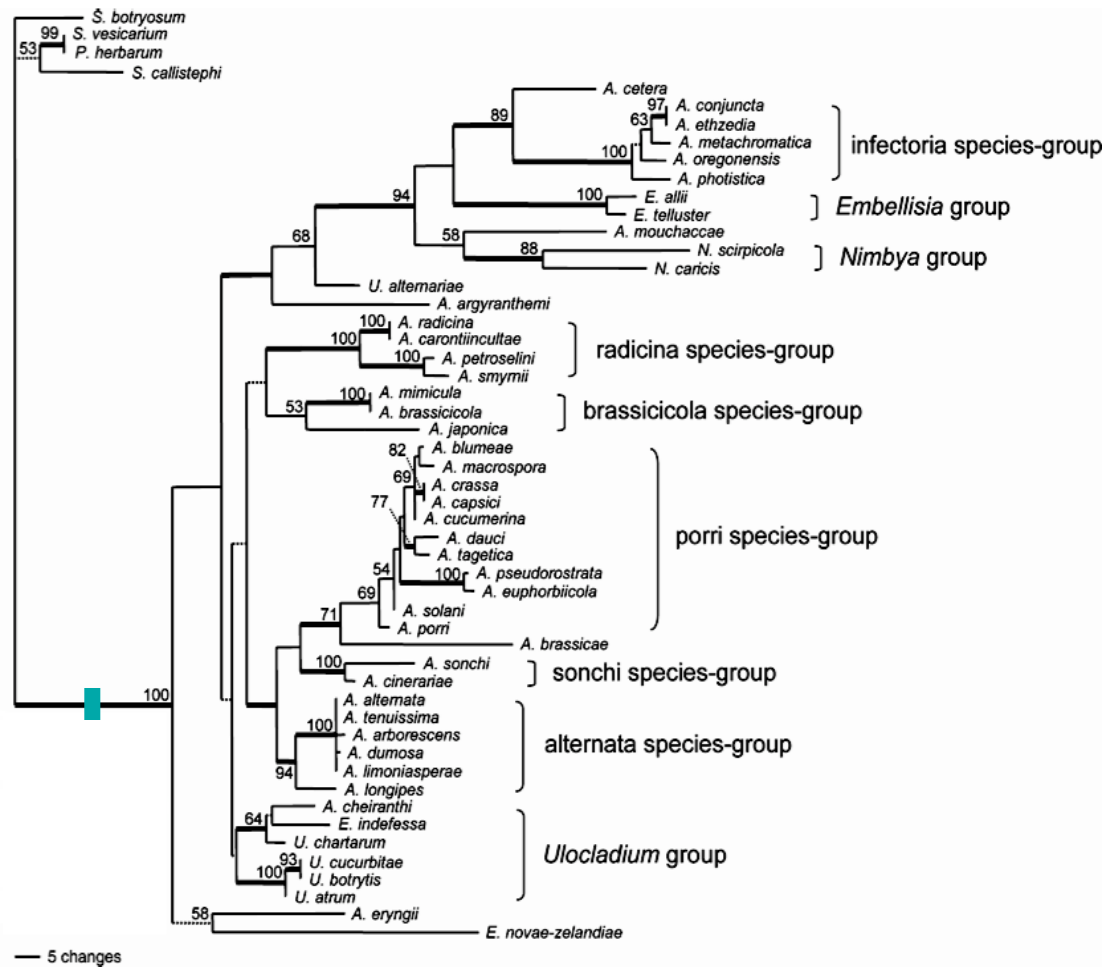 S. botryosum
99 S. vesicarium
53 P. herbarum
S. callistephi
A. cetera
97 A. conjuncta
89
63 A. ethzedia
A. metachromatica
infectoria species-group
100 A. oregonensis
A. photistica
94
100 E. allii
E. telluster
Embellisia group
58 A. mouchaccae
68
88 N. scirpicola
N. caricis
Nimbya group
U. alternariae
A. argyranthemi
100 A. radicina
100 A. carontiincultae
100 A. petroselini
radicina species-group
A. smyrnii
100 A. mimicula
53 A. brassicicola
brassicicola species-group
A. japonica
82 A. blumeae
A. macrospora
69 A. crassa
77 A. capsici
A. cucumerina
A. dauci
porri species-group
A. tagetica
54 100 A. pseudorostrata
69 A. euphorbiicola
71 A. solani
A. porri
A. brassicae
100 A. sonchi
A. cinerariae
sonchi species-group
100
A. alternata
A. tenuissima
100 A. arborescens
alternata species-group
A. dumosa
94 A. limoniasperae
A. longipes
A. cheiranthi
64 E. indefessa
U. chartarum
Ulocladium group
93 U. cucurbitae
100 U. botrytis
U. atrum
58 A. eryngii
E. novae-zelandiae
5 changes